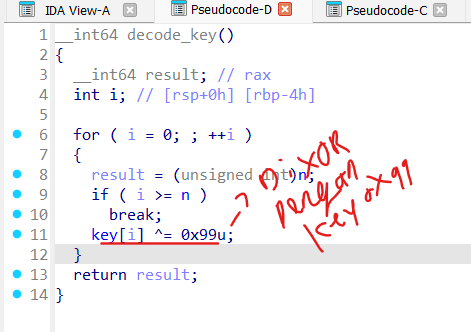 IDA View-A Pseudocode-D Pseudocode-C
1 __int64 decode_key()
2 {
3 __int64 result; // rax
4 int i; // [rsp+0h] [rbp-4h]
5
6 for ( i = 0; ; ++i )
7 {
8 result = (unsigned int)n;
9 if ( i >= n )
10 break;
11 key[i] ^= 0x99u;
12 }
13 return result;
14 }
→ DiXOR
dengan
key 0x99